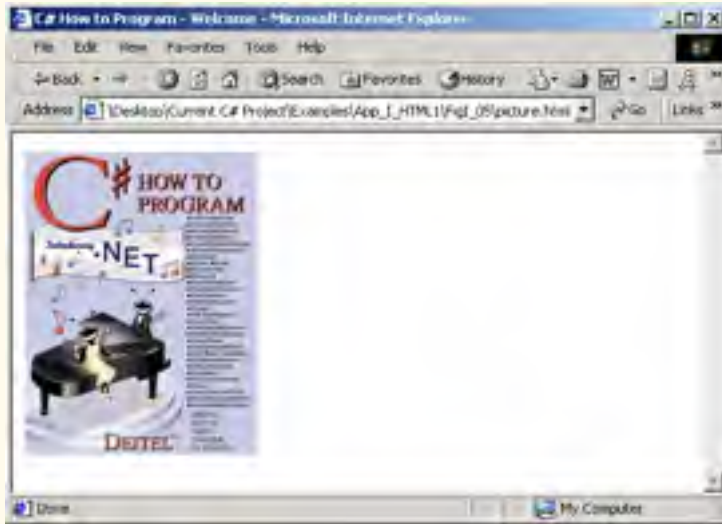 C# How to Program - Welcome - Microsoft Internet Explorer
File Edit View Favorites Tools Help
Back Search Favorites History
Address \Desktop\Current C# Project\Examples\App_I_HTML1\FigI_05\picture.html Go Links »
C# HOW TO
PROGRAM
Introducing
.NET
DEITEL
Done My Computer